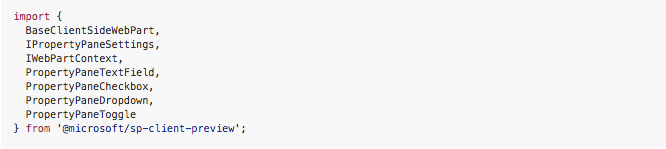 import {
  BaseClientSideWebPart,
  IPropertyPaneSettings,
  IWebPartContext,
  PropertyPaneTextField,
  PropertyPaneCheckbox,
  PropertyPaneDropdown,
  PropertyPaneToggle
} from '@microsoft/sp-client-preview';